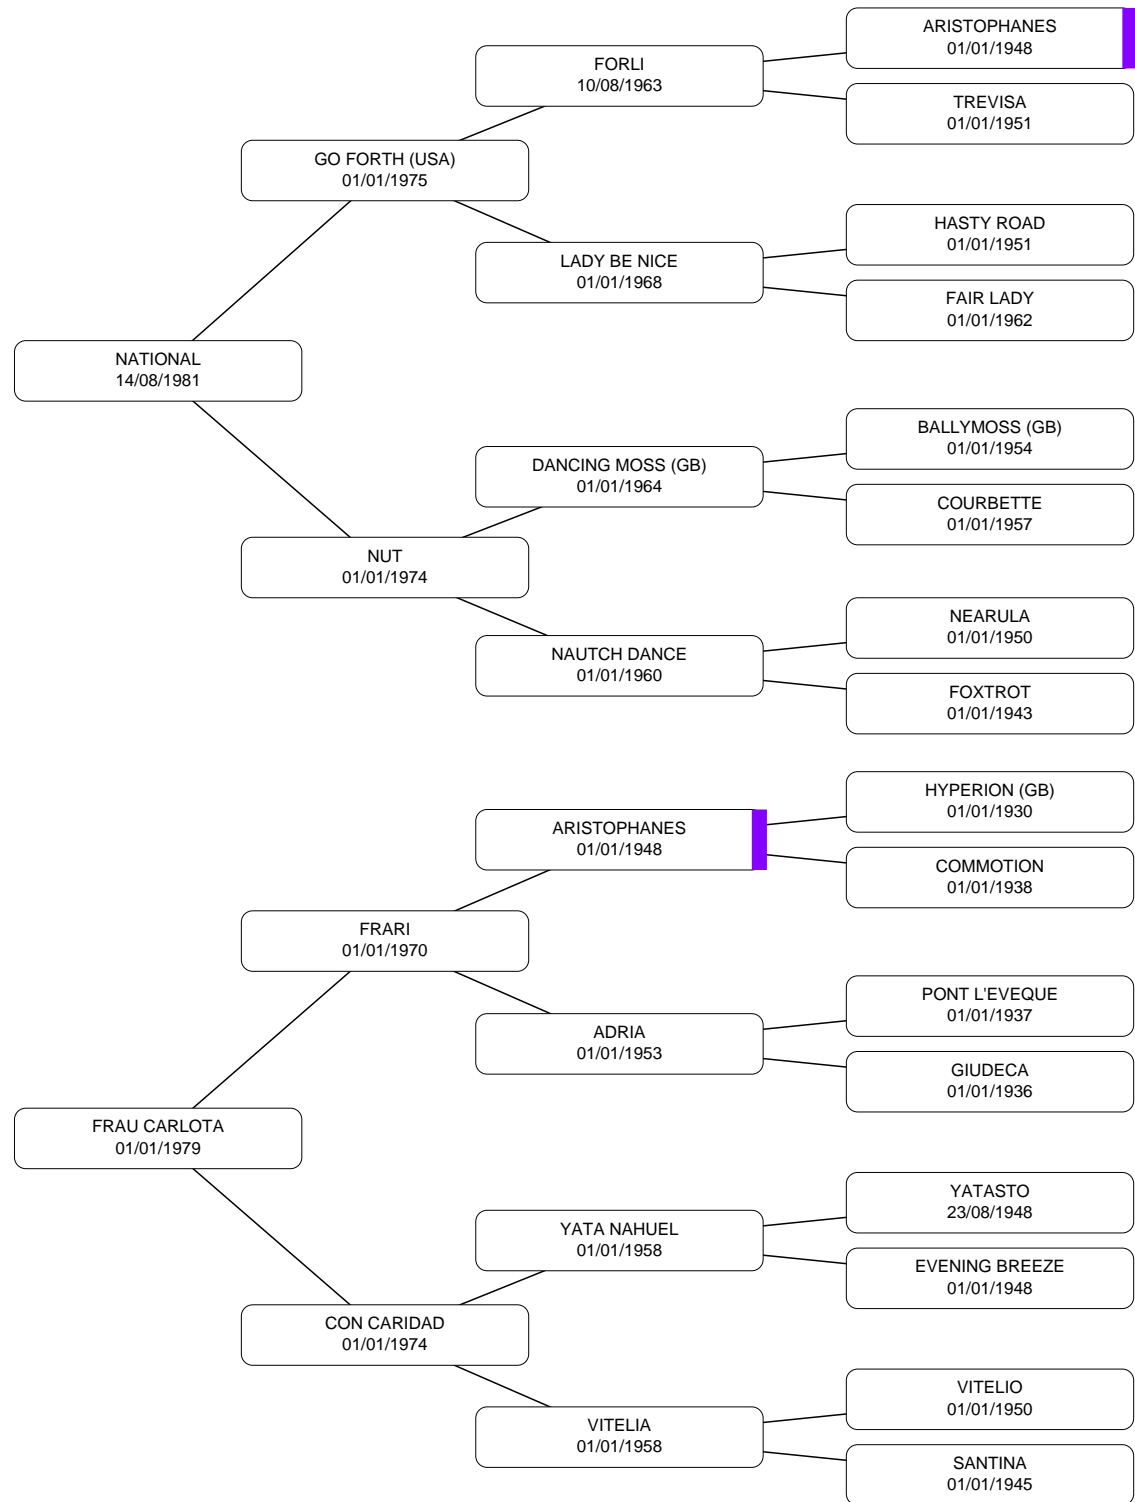 ARISTOPHANES
01/01/1948
FORLI
10/08/1963
TREVISA
01/01/1951
GO FORTH (USA)
01/01/1975
HASTY ROAD
01/01/1951
LADY BE NICE
01/01/1968
FAIR LADY
01/01/1962
NATIONAL
14/08/1981
BALLYMOSS (GB)
01/01/1954
DANCING MOSS (GB)
01/01/1964
COURBETTE
01/01/1957
NUT
01/01/1974
NEARULA
01/01/1950
NAUTCH DANCE
01/01/1960
FOXTROT
01/01/1943
HYPERION (GB)
01/01/1930
ARISTOPHANES
01/01/1948
COMMOTION
01/01/1938
FRARI
01/01/1970
PONT L'EVEQUE
01/01/1937
ADRIA
01/01/1953
GIUDECA
01/01/1936
FRAU CARLOTA
01/01/1979
YATASTO
23/08/1948
YATA NAHUEL
01/01/1958
EVENING BREEZE
01/01/1948
CON CARIDAD
01/01/1974
VITELIO
01/01/1950
VITELIA
01/01/1958
SANTINA
01/01/1945